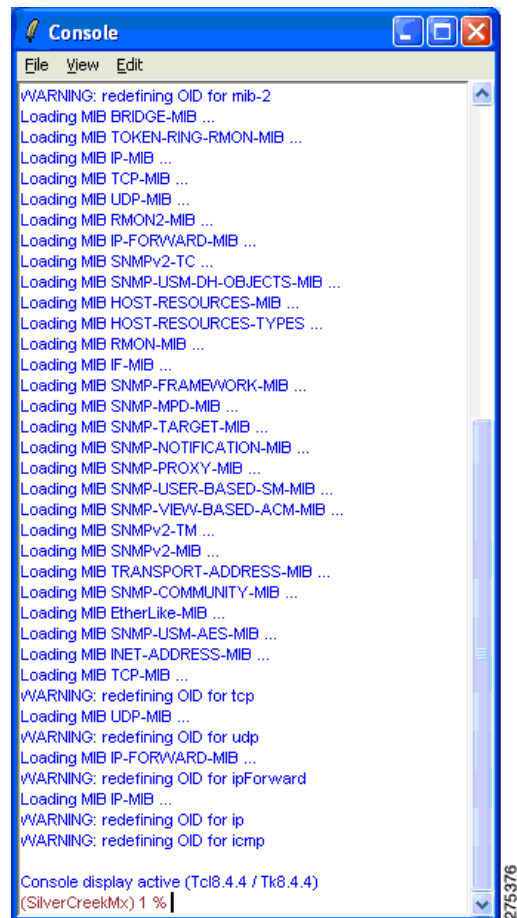 Console
File View Edit
WARNING: redefining OID for mib-2
Loading MIB BRIDGE-MIB ...
Loading MIB TOKEN-RING-RMON-MIB ...
Loading MIB IP-MIB ...
Loading MIB TCP-MIB ...
Loading MIB UDP-MIB ...
Loading MIB RMON2-MIB ...
Loading MIB IP-FORWARD-MIB ...
Loading MIB SNMPv2-TC ...
Loading MIB SNMP-USM-DH-OBJECTS-MIB ...
Loading MIB HOST-RESOURCES-MIB ...
Loading MIB HOST-RESOURCES-TYPES ...
Loading MIB RMON-MIB ...
Loading MIB IF-MIB ...
Loading MIB SNMP-FRAMEWORK-MIB ...
Loading MIB SNMP-MPD-MIB ...
Loading MIB SNMP-TARGET-MIB ...
Loading MIB SNMP-NOTIFICATION-MIB ...
Loading MIB SNMP-PROXY-MIB ...
Loading MIB SNMP-USER-BASED-SM-MIB ...
Loading MIB SNMP-VIEW-BASED-ACM-MIB ...
Loading MIB SNMPv2-TM ...
Loading MIB SNMPv2-MIB ...
Loading MIB TRANSPORT-ADDRESS-MIB ...
Loading MIB SNMP-COMMUNITY-MIB ...
Loading MIB EtherLike-MIB ...
Loading MIB SNMP-USM-AES-MIB ...
Loading MIB INET-ADDRESS-MIB ...
Loading MIB TCP-MIB ...
WARNING: redefining OID for tcp
Loading MIB UDP-MIB ...
WARNING: redefining OID for udp
Loading MIB IP-FORWARD-MIB ...
WARNING: redefining OID for ipForward
Loading MIB IP-MIB ...
WARNING: redefining OID for ip
WARNING: redefining OID for icmp
Console display active (Tcl8.4.4 / Tk8.4.4)
(SilverCreekMx) 1 %
275376